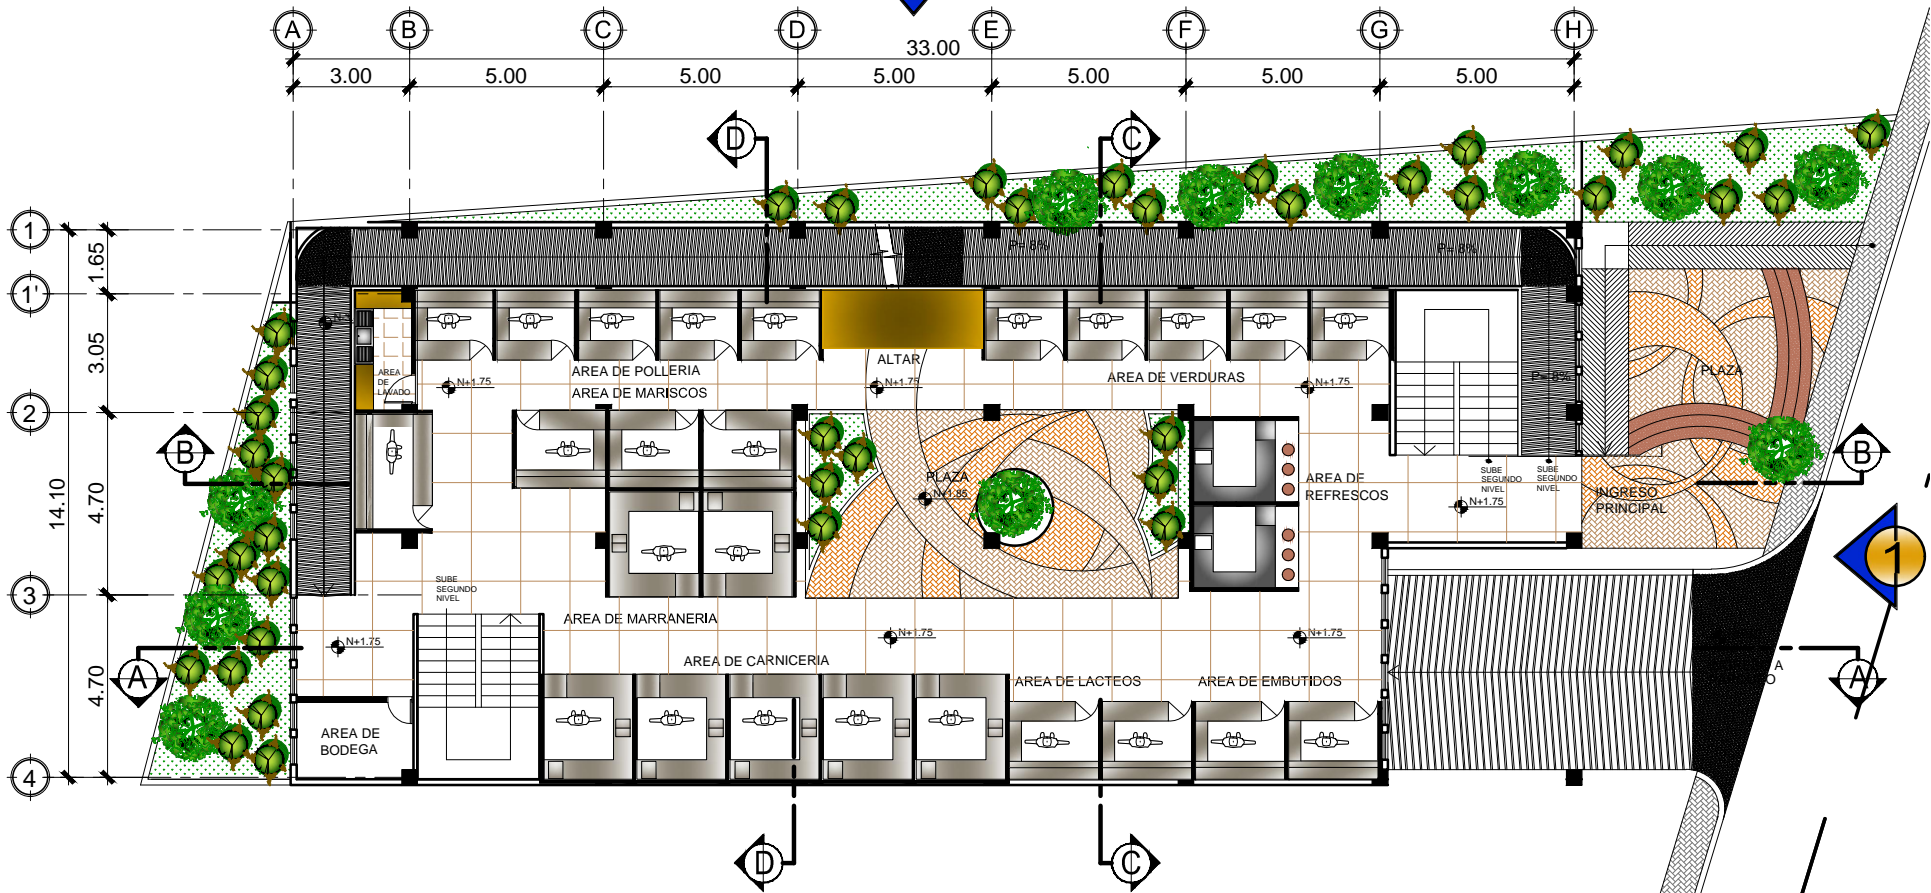 A B C D E F G H
33.00
3.00 5.00 5.00 5.00 5.00 5.00 5.00
D C
1
1.65
1'
3.05
2
4.70
14.10
3
4.70
4
P= 8%
P= 8%
P= 8%
ALTAR
AREA DE POLLERIA
AREA DE MARISCOS
AREA DE VERDURAS
AREA
DE
LAVADO
N+1.75
N+1.75
N+1.75
PLAZA
B
PLAZA
N+1.85
AREA DE
REFRESCOS
SUBE
SEGUNDO
NIVEL
SUBE
SEGUNDO
NIVEL
N+1.75
INGRESO
PRINCIPAL
B
1
SUBE
SEGUNDO
NIVEL
AREA DE MARRANERIA
N+1.75
N+1.75
N+1.75
AREA DE CARNICERIA
AREA DE LACTEOS
AREA DE EMBUTIDOS
A
A
AREA DE
BODEGA
D C